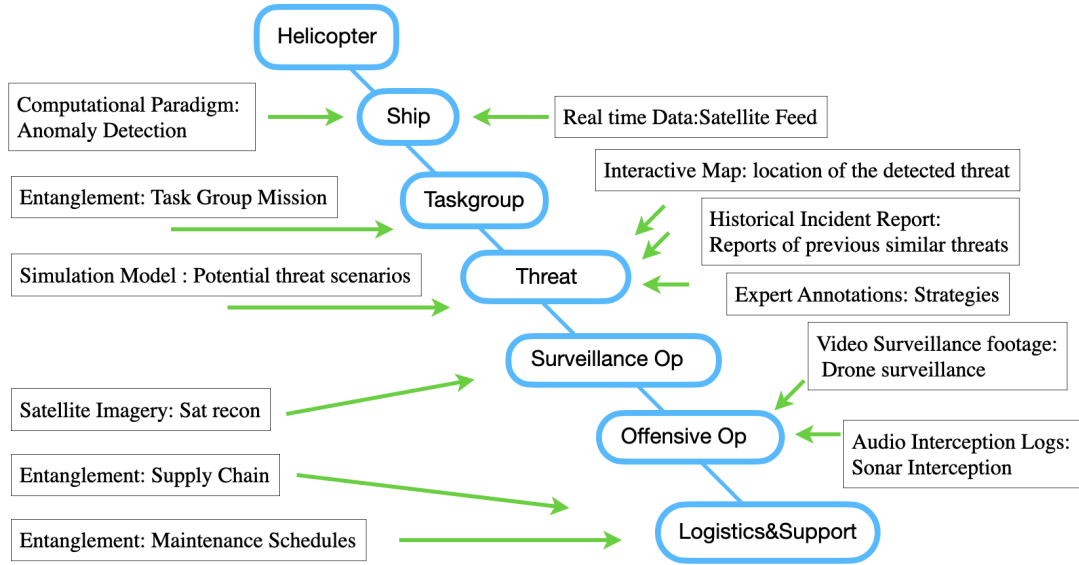 Helicopter
Computational Paradigm:
Anomaly Detection
Ship
Real time Data:Satellite Feed
Interactive Map: location of the detected threat
Entanglement: Task Group Mission
Taskgroup
Historical Incident Report:
Reports of previous similar threats
Simulation Model : Potential threat scenarios
Threat
Expert Annotations: Strategies
Surveillance Op
Video Surveillance footage:
Drone surveillance
Satellite Imagery: Sat recon
Offensive Op
Audio Interception Logs:
Sonar Interception
Entanglement: Supply Chain
Entanglement: Maintenance Schedules
Logistics&Support